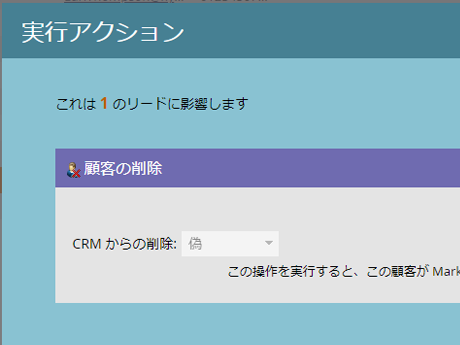 実行アクション
これは 1 のリードに影響します
顧客の削除
CRM からの削除: 偽
この操作を実行すると、この顧客が Mark